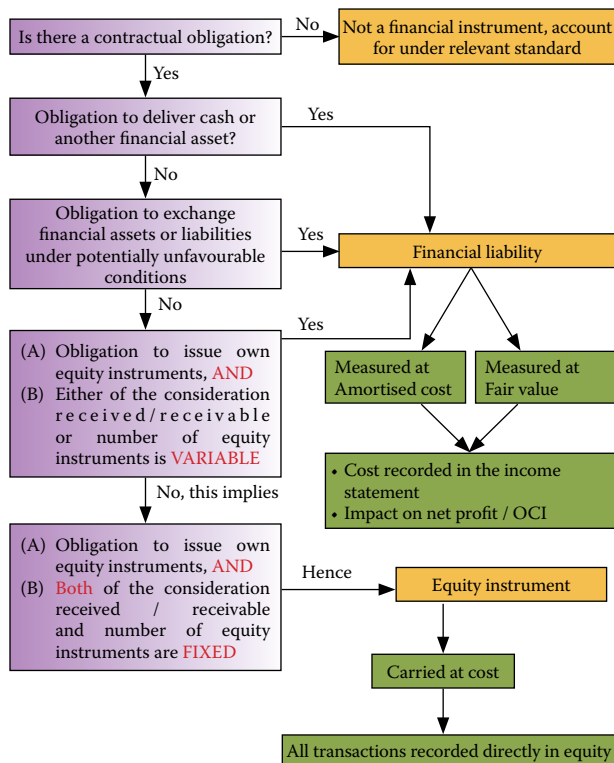 Is there a contractual obligation?
No
Not a financial instrument, account
for under relevant standard
Yes
Obligation to deliver cash or
another financial asset?
Yes
No
Obligation to exchange
financial assets or liabilities
under potentially unfavourable
conditions
Yes
Financial liability
No
Yes
(A) Obligation to issue own
equity instruments, AND
(B) Either of the consideration
received/receivable
or number of equity
instruments is VARIABLE
Measured at
Amortised cost
Measured at
Fair value
• Cost recorded in the income
statement
• Impact on net profit / OCI
No, this implies
(A) Obligation to issue own
equity instruments, AND
(B) Both of the consideration
received / receivable
and number of equity
instruments are FIXED
Hence
Equity instrument
Carried at cost
All transactions recorded directly in equity